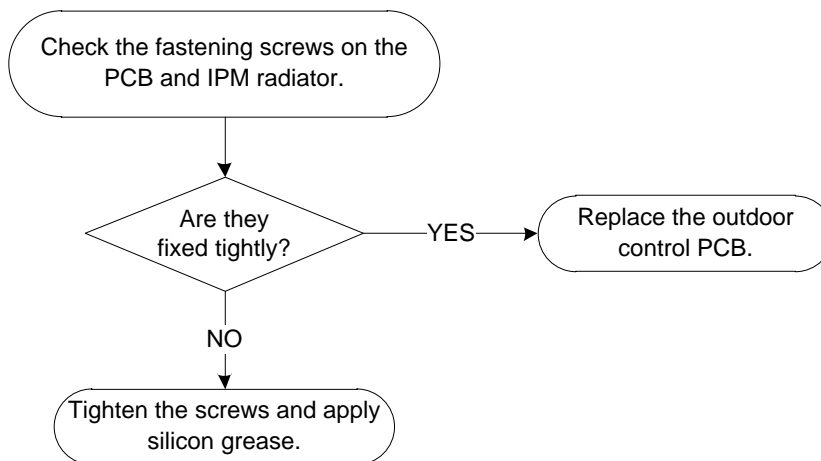 Check the fastening screws on the
PCB and IPM radiator.
Are they
fixed tightly?
YES
Replace the outdoor
control PCB.
NO
Tighten the screws and apply
silicon grease.